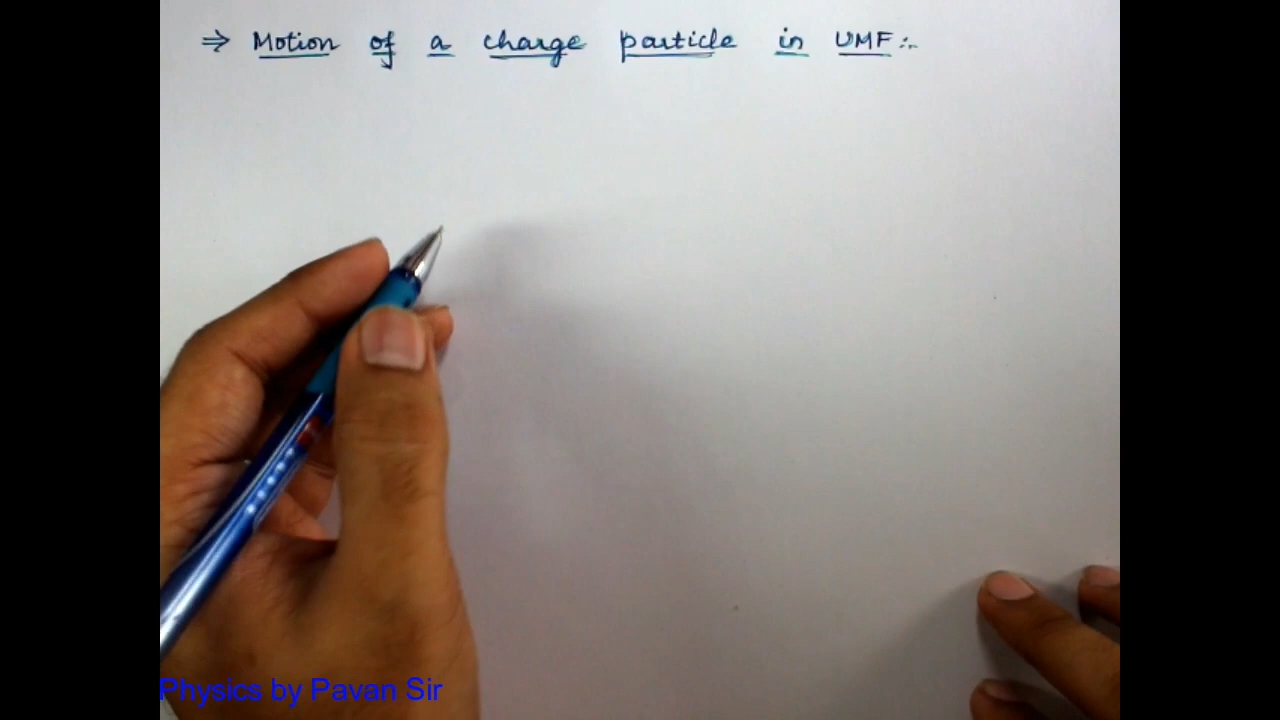 ⇒ Motion of a charge particle in UMF :-
Physics by Pavan Sir